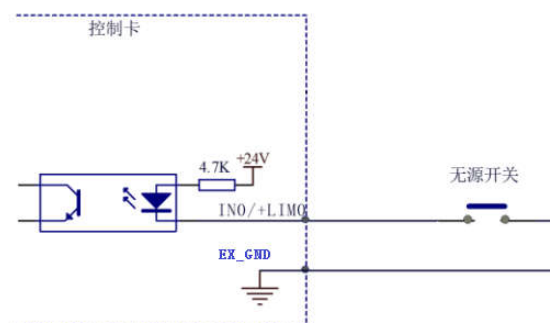 控制卡
+24V
4.7K
无源开关
IN0/+LIM0
EX_GND